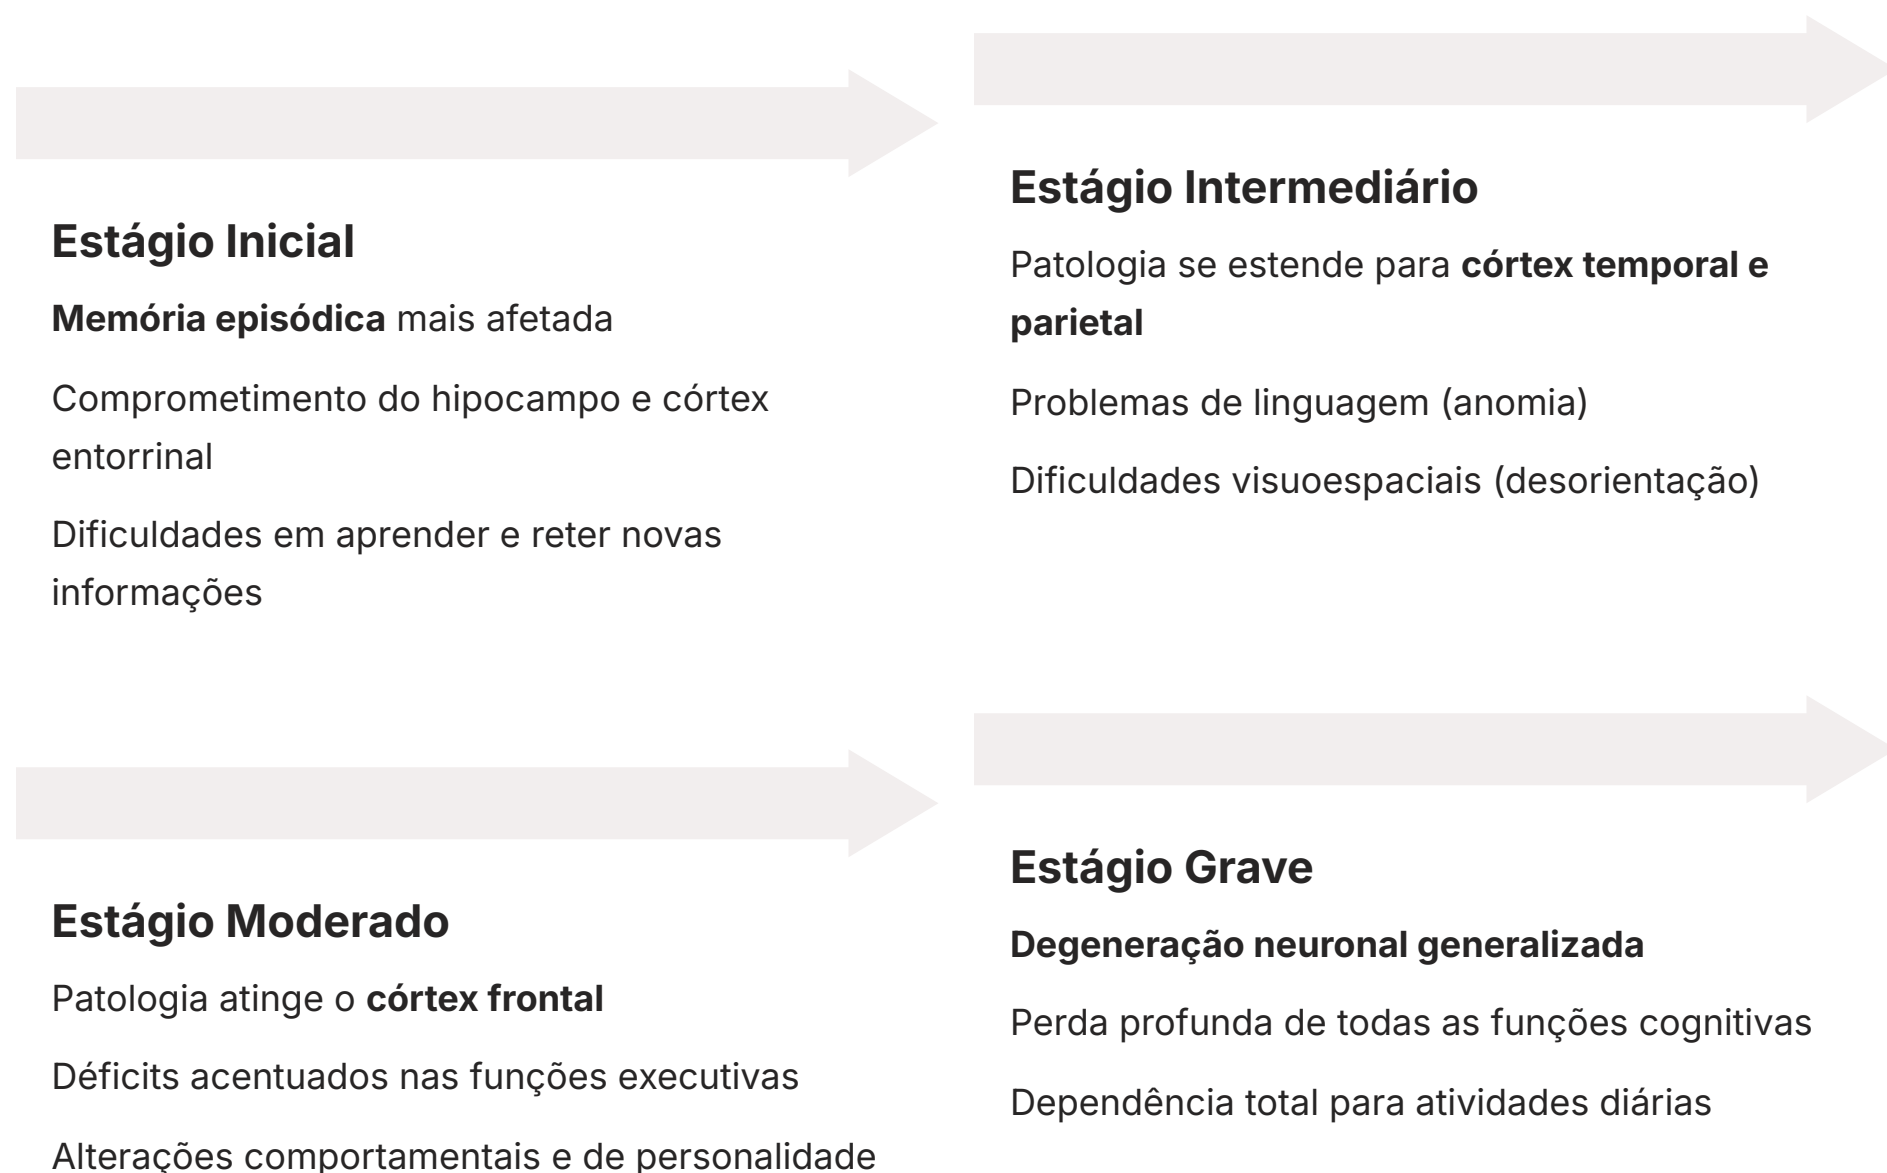 Estágio Inicial
Memória episódica mais afetada
Comprometimento do hipocampo e córtex
entorrinal
Dificuldades em aprender e reter novas
informações
Estágio Intermediário
Patologia se estende para córtex temporal e
parietal
Problemas de linguagem (anomia)
Dificuldades visuoespaciais (desorientação)
Estágio Moderado
Patologia atinge o córtex frontal
Déficits acentuados nas funções executivas
Alterações comportamentais e de personalidade
Estágio Grave
Degeneração neuronal generalizada
Perda profunda de todas as funções cognitivas
Dependência total para atividades diárias